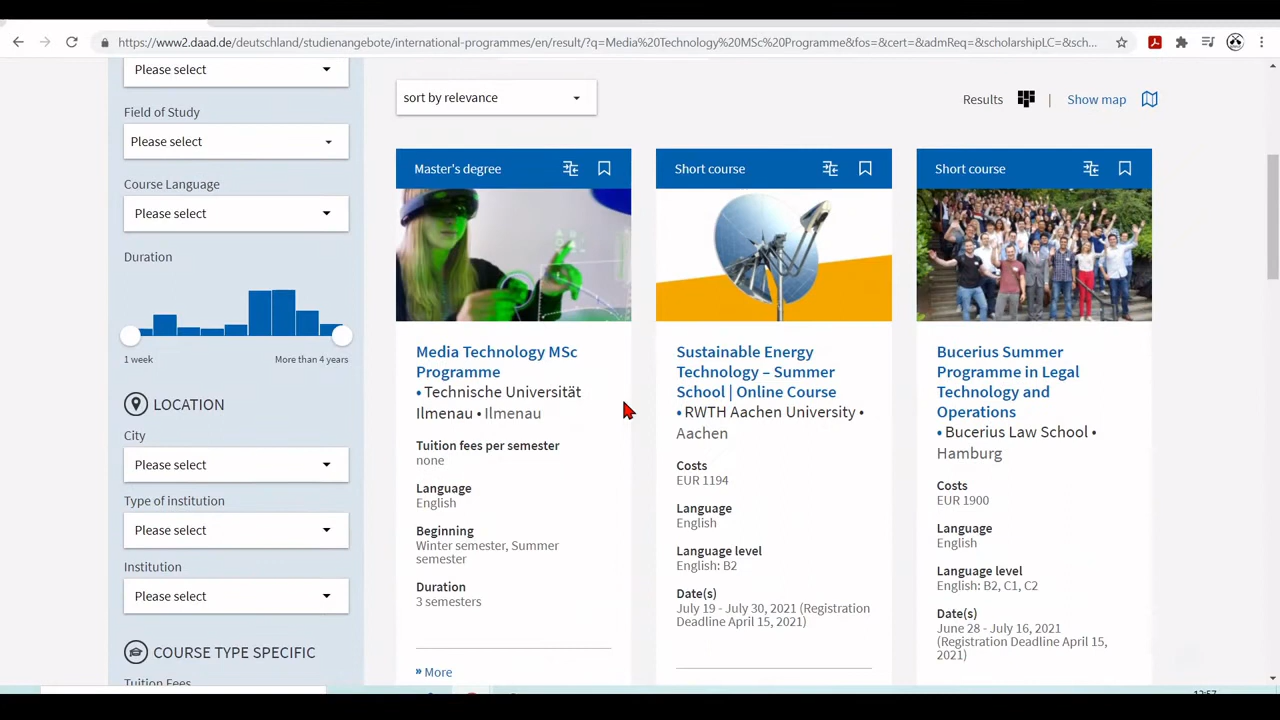 https://www2.daad.de/deutschland/studienangebote/international-programmes/en/result/?q=Media%20Technology%20MSc%20Programme&fos=&cert=&admReq=&scholarshipLC=&sch...
Please select
Field of Study
Please select
Course Language
Please select
Duration
1 week
More than 4 years
LOCATION
City
Please select
Type of institution
Please select
Institution
Please select
COURSE TYPE SPECIFIC
Tuition Fees
sort by relevance
Results | Show map
Master's degree
Media Technology MSc
Programme
• Technische Universität
Ilmenau • Ilmenau
Tuition fees per semester
none
Language
English
Beginning
Winter semester, Summer
semester
Duration
3 semesters
» More
Short course
Sustainable Energy
Technology – Summer
School | Online Course
• RWTH Aachen University •
Aachen
Costs
EUR 1194
Language
English
Language level
English: B2
Date(s)
July 19 - July 30, 2021 (Registration
Deadline April 15, 2021)
Short course
Bucerius Summer
Programme in Legal
Technology and
Operations
• Bucerius Law School •
Hamburg
Costs
EUR 1900
Language
English
Language level
English: B2, C1, C2
Date(s)
June 28 - July 16, 2021
(Registration Deadline April 15,
2021)